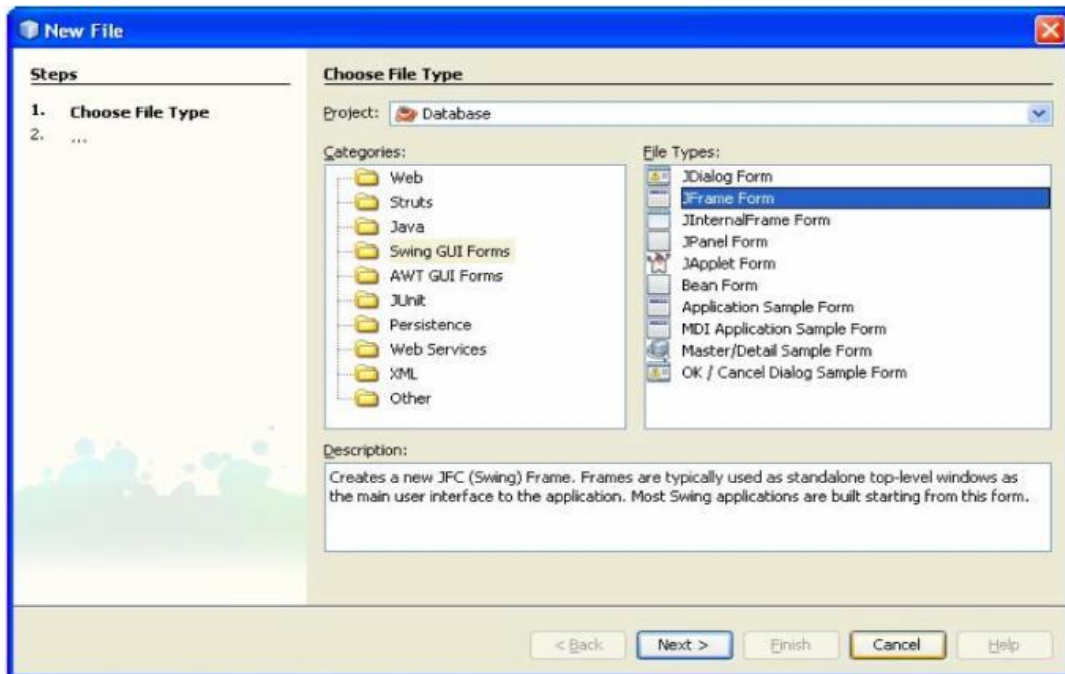 New File
Steps
1. Choose File Type
2. ...
Choose File Type
Project: Database
Categories:
Web
Struts
Java
Swing GUI Forms
AWT GUI Forms
JUnit
Persistence
Web Services
XML
Other
File Types:
JDialog Form
JFrame Form
JInternalFrame Form
JPanel Form
JApplet Form
Bean Form
Application Sample Form
MDI Application Sample Form
Master/Detail Sample Form
OK / Cancel Dialog Sample Form
Description:
Creates a new JFC (Swing) Frame. Frames are typically used as standalone top-level windows as
the main user interface to the application. Most Swing applications are built starting from this form.
< Back Next > Finish Cancel Help